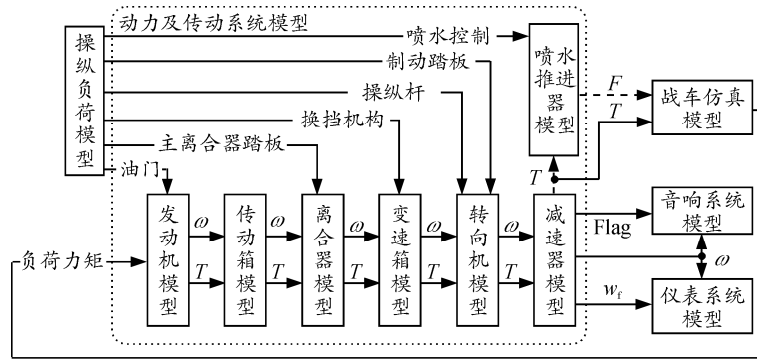 动力及传动系统模型
操纵负荷模型
喷水控制
制动踏板
操纵杆
换挡机构
主离合器踏板
油门
喷水
推进
器
模型
F
T
战车仿真
模型
T
发动机模型
ω
T
传动箱模型
ω
T
离合器模型
ω
T
变速箱模型
ω
T
转向机模型
ω
T
减速器模型
Flag
音响系统
模型
ω
w_f
仪表系统
模型
负荷力矩